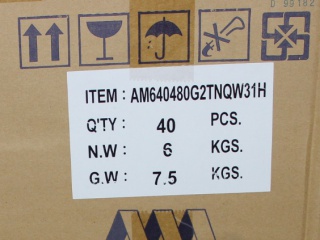 ITEM : AM640480G2TNQW31H
Q'TY : 40 PCS.
N.W : 6 KGS.
G.W : 7.5 KGS.